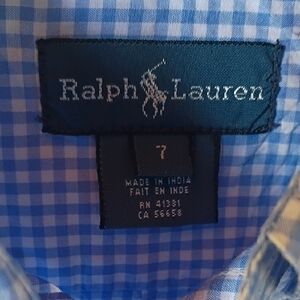 Ralph Lauren
7
MADE IN INDIA
FAIT EN INDE
RN 41381
CA 56658